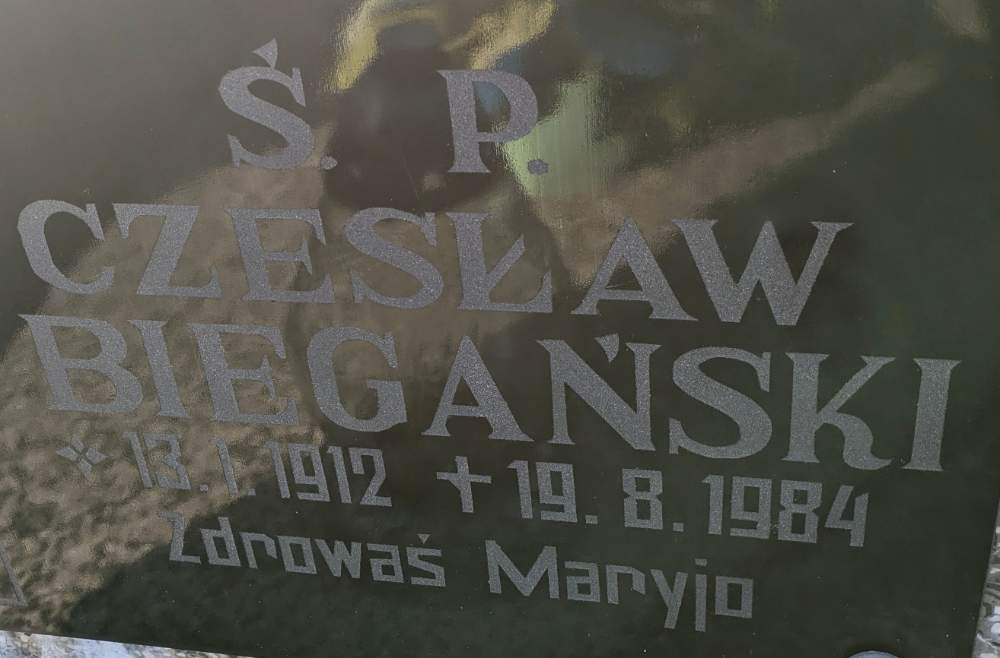 Ś. P.
CZESŁAW
BIEGAŃSKI
* 13. 1. 1912 + 19. 8. 1984
Zdrowaś Maryjo